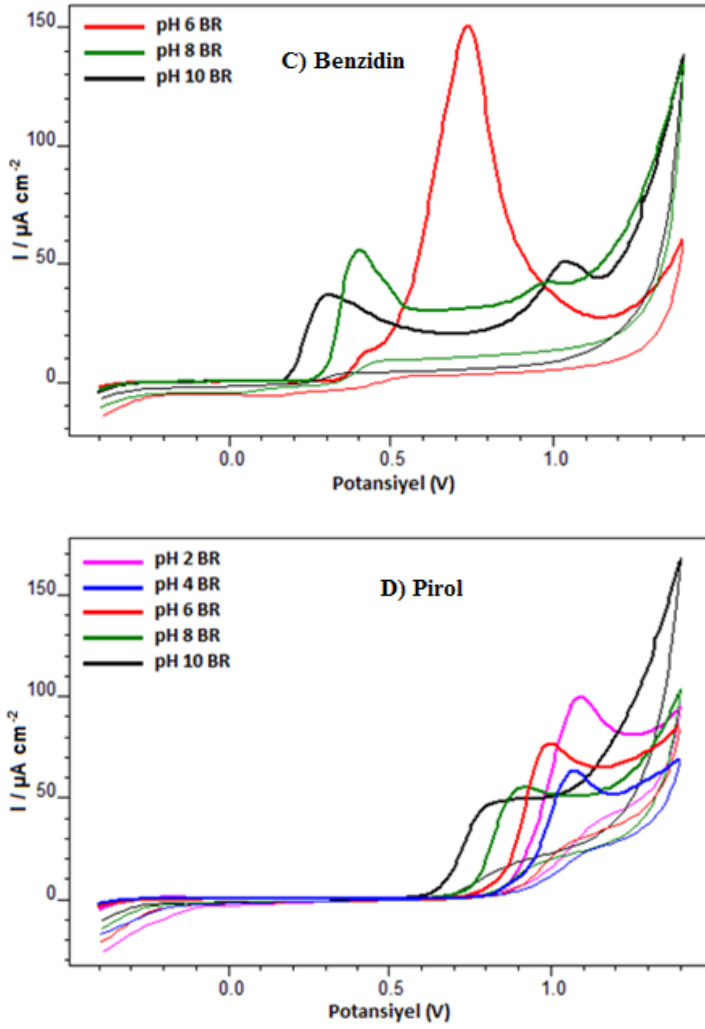 150
100
50
0
I / µA cm-2
pH 6 BR
pH 8 BR
pH 10 BR
C) Benzidin
0.0 0.5 1.0
Potansiyel (V)
150
100
50
0
I / µA cm-2
pH 2 BR
pH 4 BR
pH 6 BR
pH 8 BR
pH 10 BR
D) Pirol
0.0 0.5 1.0
Potansiyel (V)